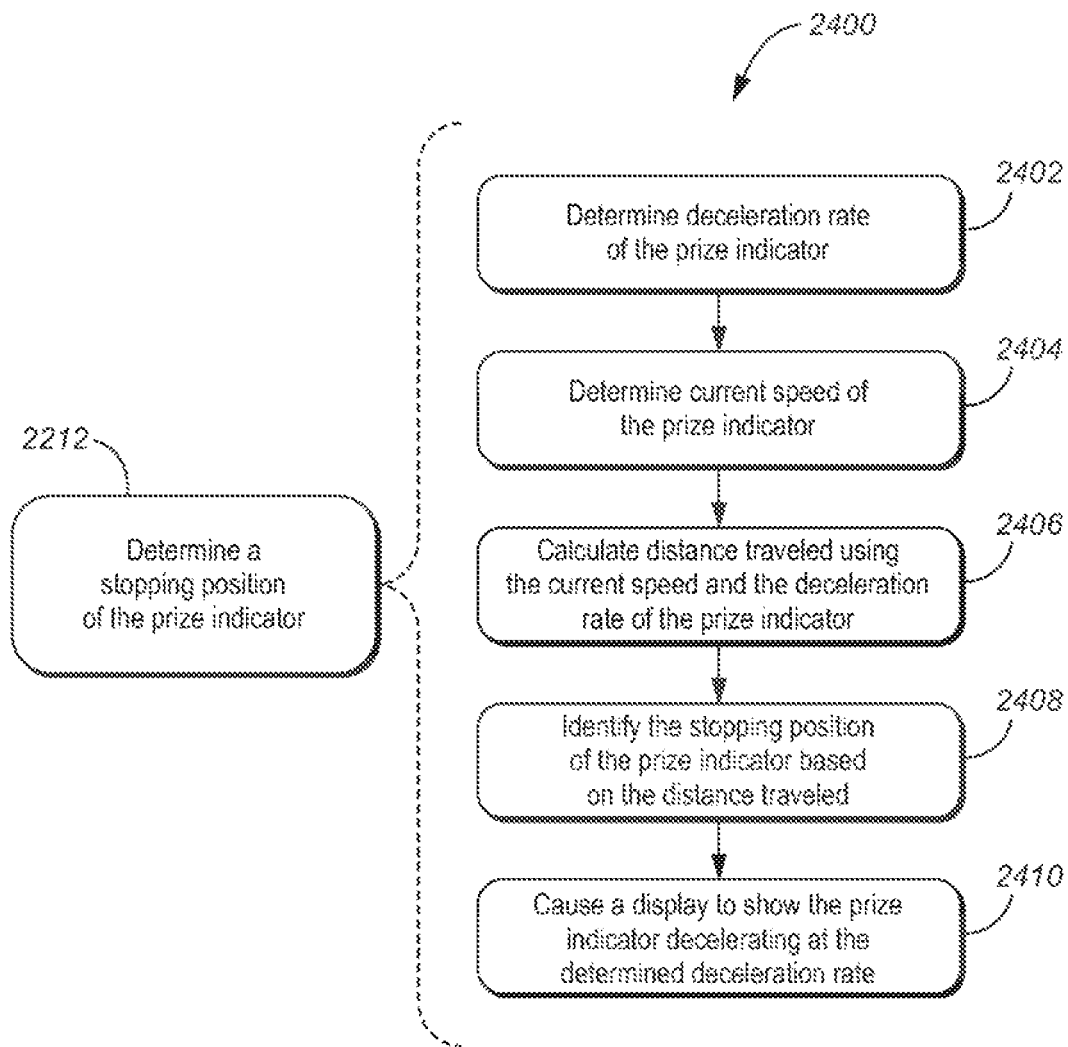 2400
2402
Determine deceleration rate
of the prize indicator
2404
Determine current speed of
the prize indicator
2212
Determine a
stopping position
of the prize indicator
2406
Calculate distance traveled using
the current speed and the deceleration
rate of the prize indicator
2408
Identify the stopping position
of the prize indicator based
on the distance traveled
2410
Cause a display to show the prize
indicator decelerating at the
determined deceleration rate